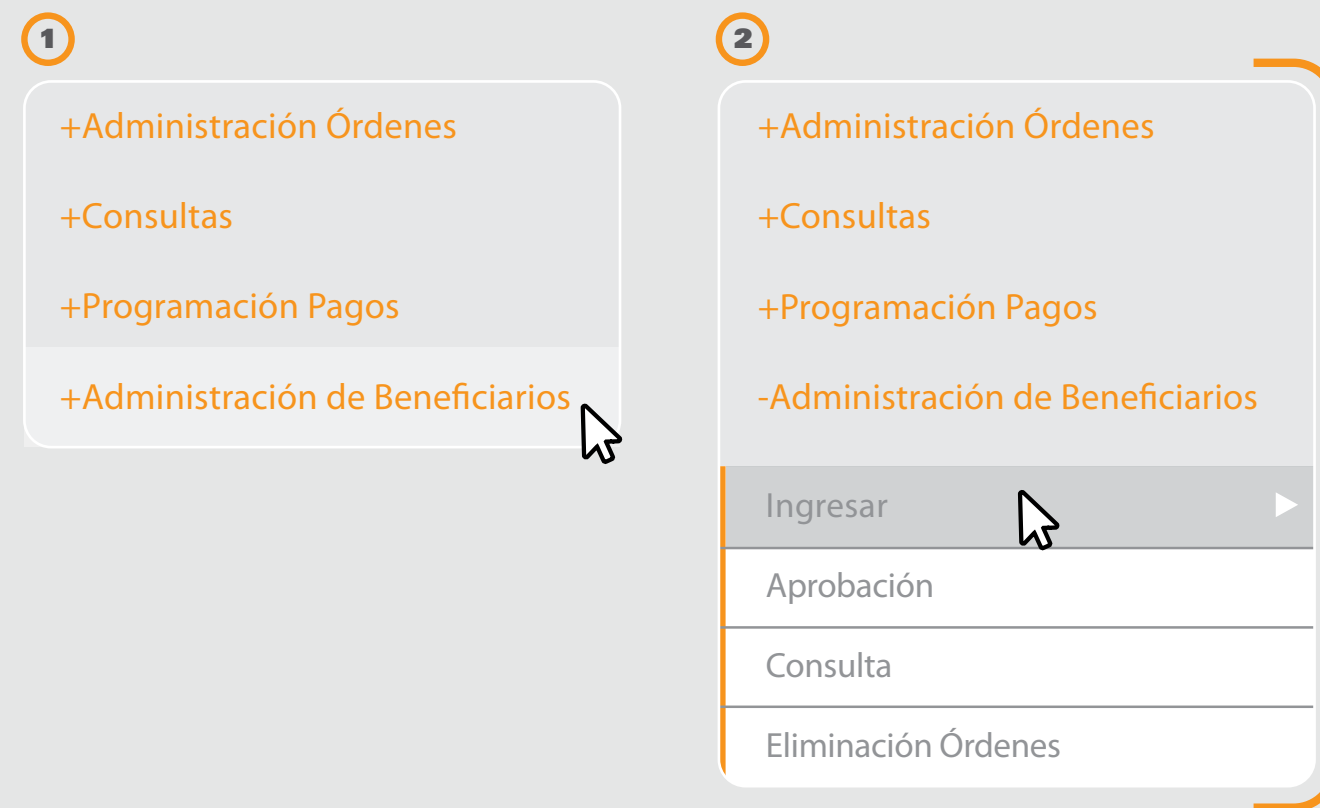 1
+Administración Órdenes
+Consultas
+Programación Pagos
+Administración de Beneficiarios
2
+Administración Órdenes
+Consultas
+Programación Pagos
-Administración de Beneficiarios
Ingresar
Aprobación
Consulta
Eliminación Órdenes